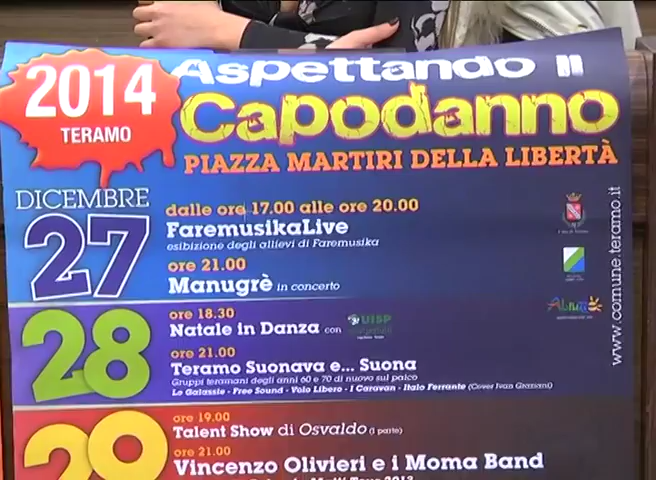 2014
TERAMO
Aspettando Il
Capodanno
PIAZZA MARTIRI DELLA LIBERTÀ
DICEMBRE
27
dalle ore 17.00 alle ore 20.00
FaremusikaLive
esibizione degli allievi di Faremusika
ore 21.00
Manugrè in concerto
28
ore 18.30
Natale in Danza con UISP
ore 21.00
Teramo Suonava e... Suona
Gruppi teramani degli anni 60 e 70 di nuovo sul palco
Le Galassie - Free Sound - Volo Libero - I Caravan - Italo Ferrante (Cover Ivan Graziani)
29
ore 19.00
Talent Show di Osvaldo (I parte)
ore 21.00
Vincenzo Olivieri e i Moma Band
www.comune.teramo.it